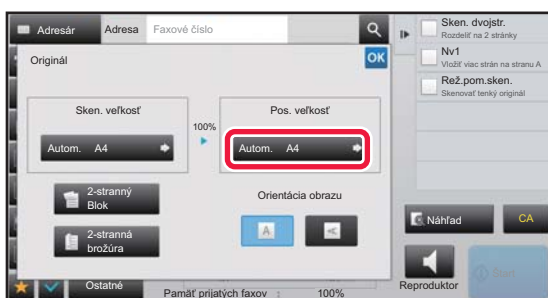 Adresár
Adresa
Faxové číslo
Originál
OK
Sken. veľkosť
100%
Pos. veľkosť
Autom. A4
Autom. A4
2-stranný
Blok
2-stranná
brožúra
Orientácia obrazu
A
A
Ostatné
Pamäť prijatých faxov : 100%
Sken. dvojstr.
Rozdeliť na 2 stránky
Nv1
Vložiť viac strán na stranu A
Rež.pom.sken.
Skenovať tenký originál
Náhľad
CA
Reproduktor
Štart